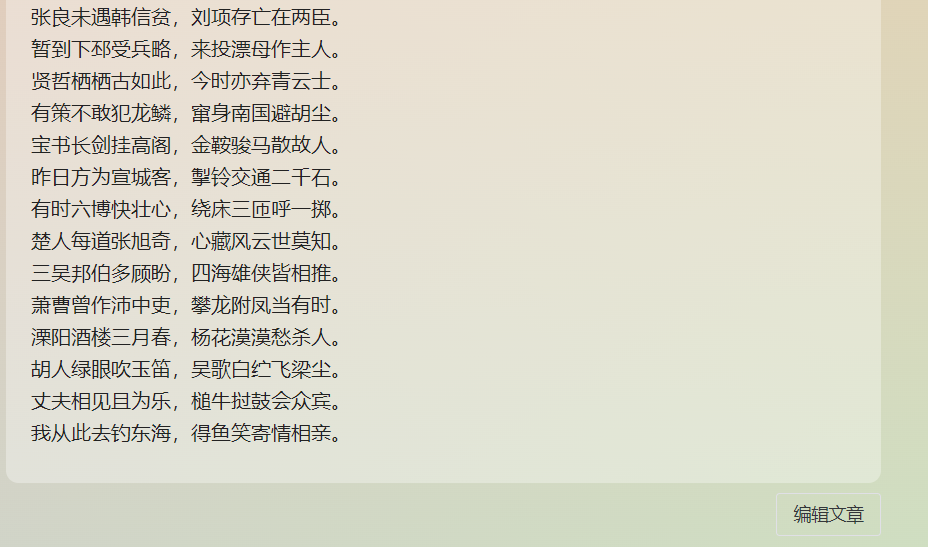 张良未遇韩信贫，刘项存亡在两臣。
暂到下邳受兵略，来投漂母作主人。
贤哲栖栖古如此，今时亦弃青云士。
有策不敢犯龙鳞，窜身南国避胡尘。
宝书长剑挂高阁，金鞍骏马散故人。
昨日方为宣城客，掣铃交通二千石。
有时六博快壮心，绕床三匝呼一掷。
楚人每道张旭奇，心藏风云世莫知。
三吴邦伯多顾盼，四海雄侠皆相推。
萧曹曾作沛中吏，攀龙附凤当有时。
溧阳酒楼三月春，杨花漠漠愁杀人。
胡人绿眼吹玉笛，吴歌白纻飞梁尘。
丈夫相见且为乐，槌牛挝鼓会众宾。
我从此去钓东海，得鱼笑寄情相亲。
编辑文章